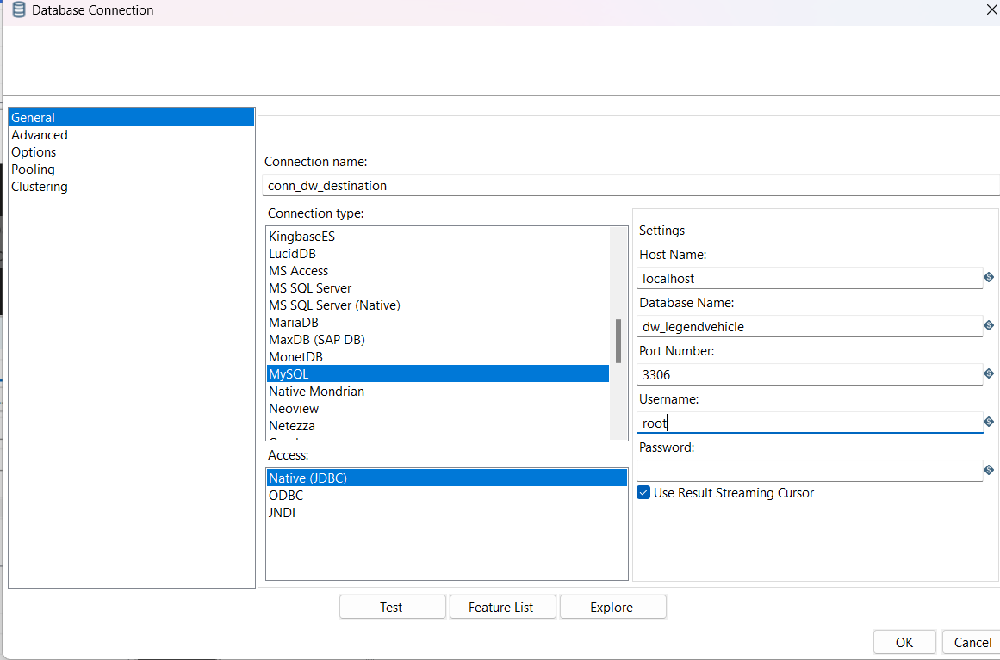 Database Connection
General
Advanced
Options
Pooling
Clustering
Connection name:
conn_dw_destination
Connection type:
KingbaseES
LucidDB
MS Access
MS SQL Server
MS SQL Server (Native)
MariaDB
MaxDB (SAP DB)
MonetDB
MySQL
Native Mondrian
Neoview
Netezza
Access:
Native (JDBC)
ODBC
JNDI
Settings
Host Name:
localhost
Database Name:
dw_legendvehicle
Port Number:
3306
Username:
root
Password:
Use Result Streaming Cursor
Test
Feature List
Explore
OK
Cancel